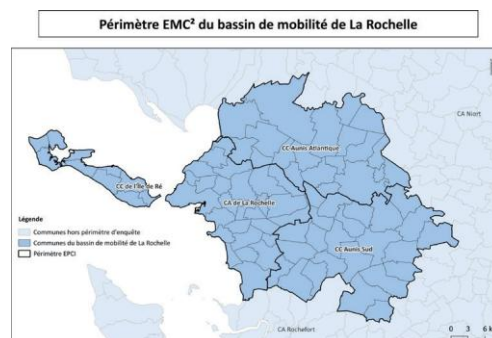 Périmètre EMC² du bassin de mobilité de La Rochelle
CA Niort
CC Aunis Atlantique
CC de l'Île de Ré
CA de La Rochelle
Légende
Communes hors périmètre d'enquête
Communes du bassin de mobilité de La Rochelle
Périmètre EPCI
CC Aunis Sud
CA Rochefort
0 3 6 k